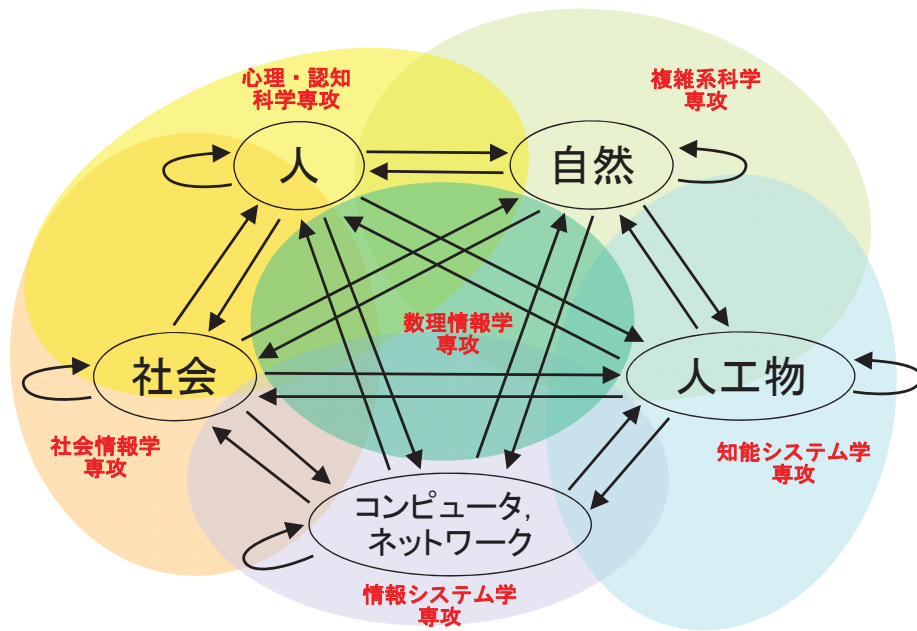 心理・認知
科学専攻
複雑系科学
専攻
人
自然
数理情報学
専攻
社会
人工物
社会情報学
専攻
知能システム学
専攻
コンピュータ,
ネットワーク
情報システム学
専攻